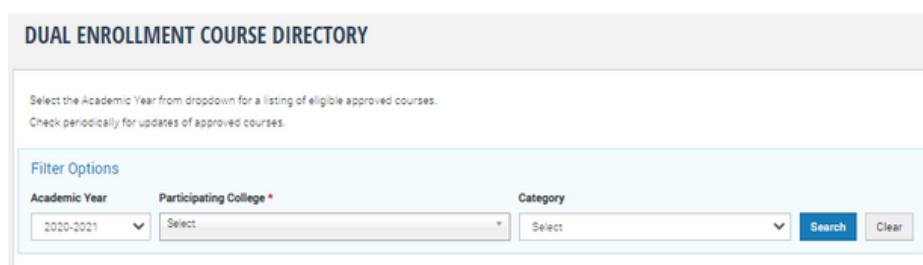 DUAL ENROLLMENT COURSE DIRECTORY
Select the Academic Year from dropdown for a listing of eligible approved courses.
Check periodically for updates of approved courses.
Filter Options
Academic Year Participating College * Category
2020-2021 Select Select Search Clear